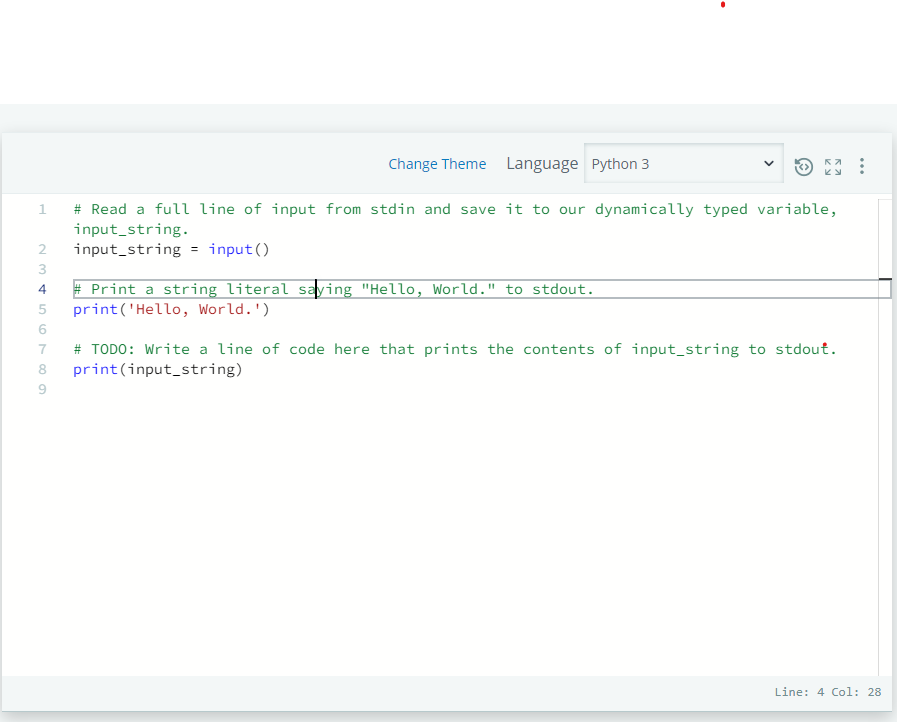 Change Theme Language Python 3
1 # Read a full line of input from stdin and save it to our dynamically typed variable,
input_string.
2 input_string = input()
3
4 # Print a string literal saying "Hello, World." to stdout.
5 print('Hello, World.')
6
7 # TODO: Write a line of code here that prints the contents of input_string to stdout.
8 print(input_string)
9
Line: 4 Col: 28